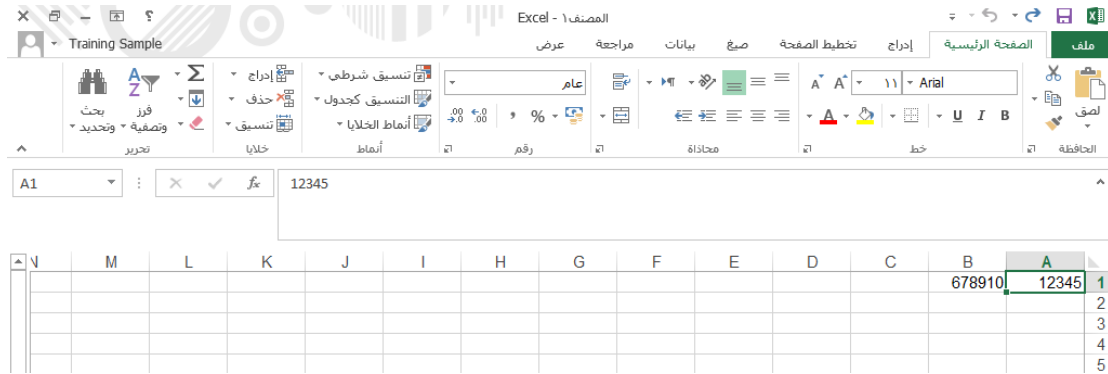 المصنف١ - Excel
ملف الصفحة الرئيسية إدراج تخطيط الصفحة صيغ بيانات مراجعة عرض Training Sample
لصق Arial ١١ عام تنسيق شرطي إدراج
B I U % التنسيق كجدول حذف فرز وتصفية بحث وتحديد
A أنماط الخلايا تنسيق
الحافظة خط محاذاة رقم أنماط خلايا تحرير
A1 fx 12345
A B C D E F G H I J K L M N
1 12345 678910
2
3
4
5